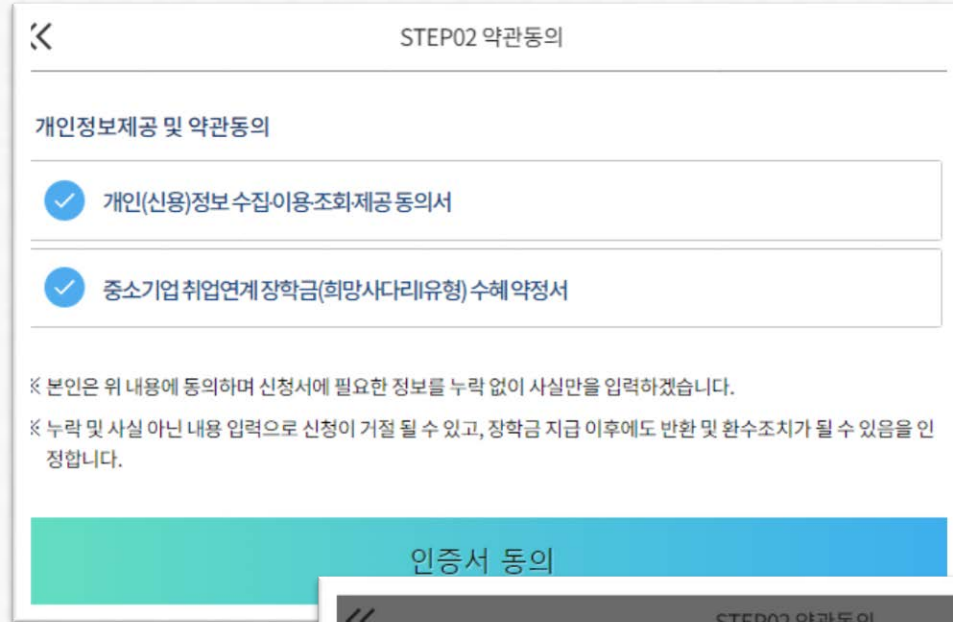 STEP02 약관동의
개인정보제공 및 약관동의
개인(신용)정보 수집·이용·조회·제공 동의서
중소기업 취업연계 장학금(희망사다리I유형) 수혜 약정서
※ 본인은 위 내용에 동의하며 신청서에 필요한 정보를 누락 없이 사실만을 입력하겠습니다.
※ 누락 및 사실 아닌 내용 입력으로 신청이 거절 될 수 있고, 장학금 지급 이후에도 반환 및 환수조치가 될 수 있음을 인
정합니다.
인증서 동의
STEP02 약관동의